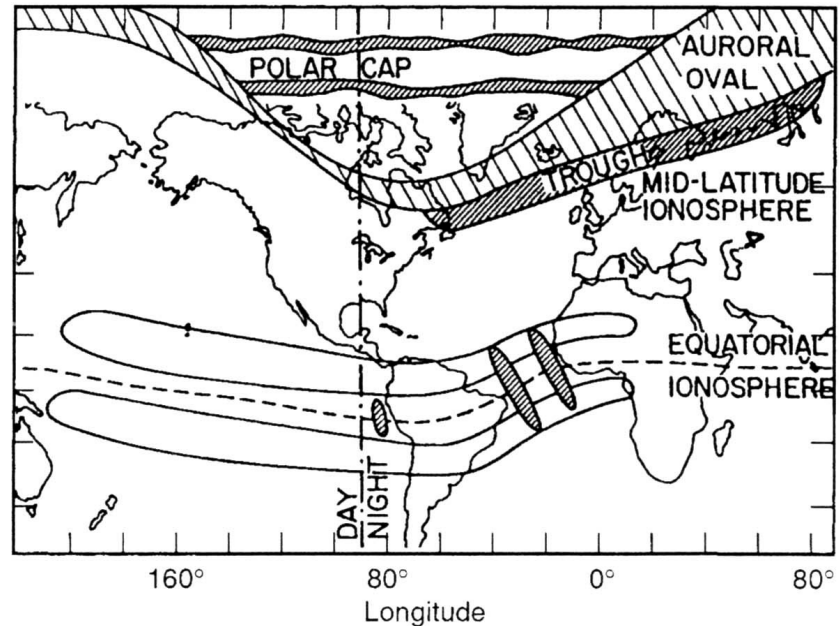 POLAR CAP
AURORAL
OVAL
TROUGH
MID-LATITUDE
IONOSPHERE
EQUATORIAL
IONOSPHERE
DAY
NIGHT
160° 80° 0° 80°
Longitude